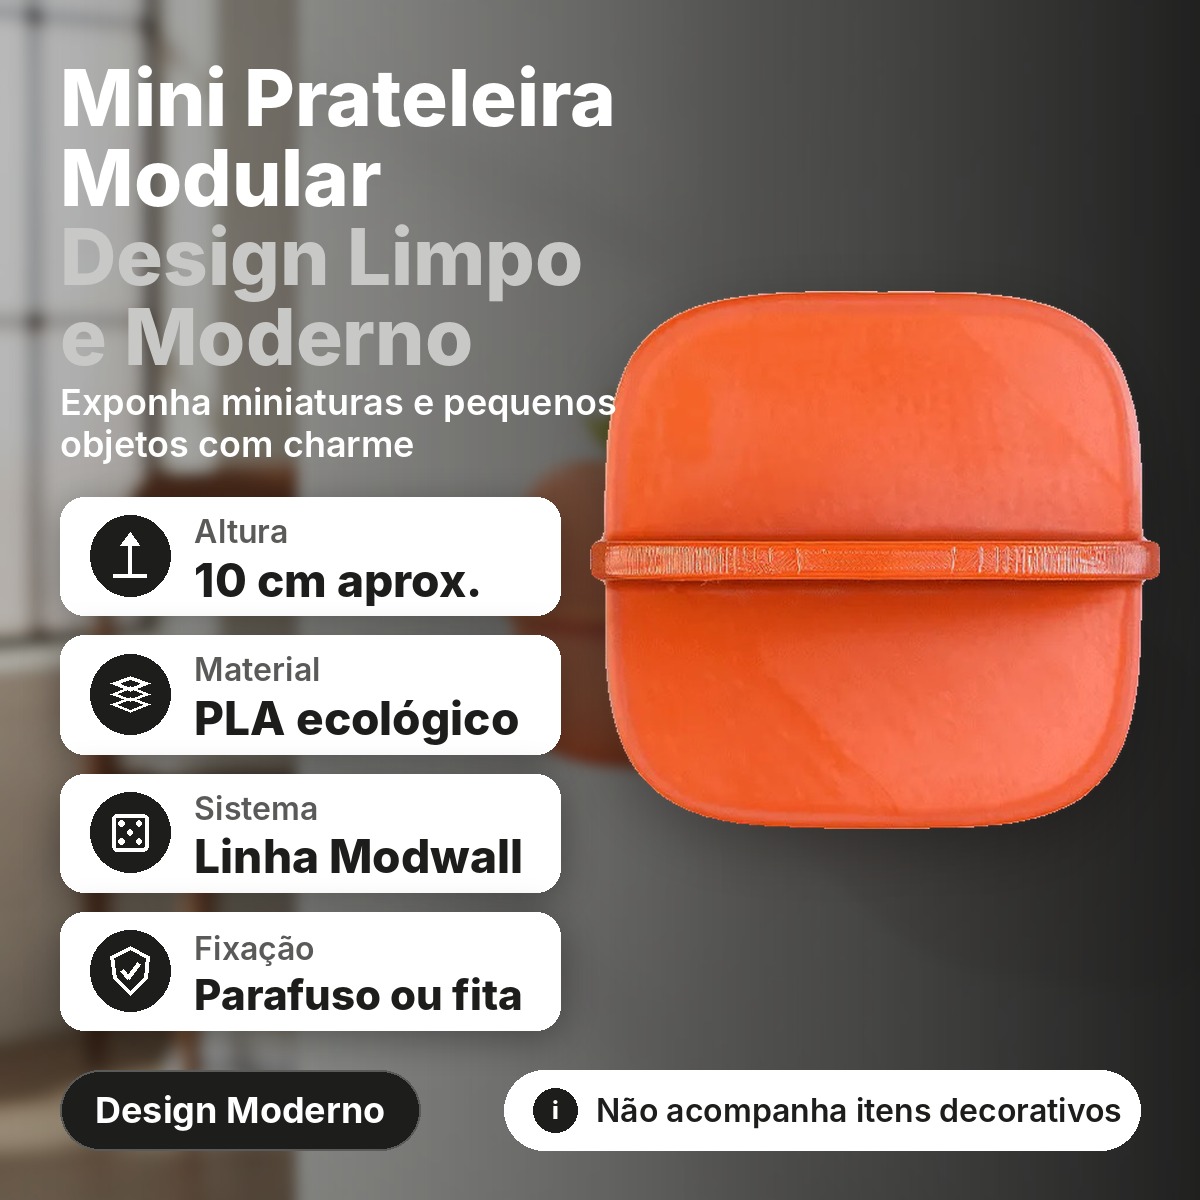 Mini Prateleira
Modular
Design Limpo
e Moderno
Exponha miniaturas e pequenos
objetos com charme
Altura
10 cm aprox.
Material
PLA ecológico
Sistema
Linha Modwall
Fixação
Parafuso ou fita
Design Moderno
i Não acompanha itens decorativos